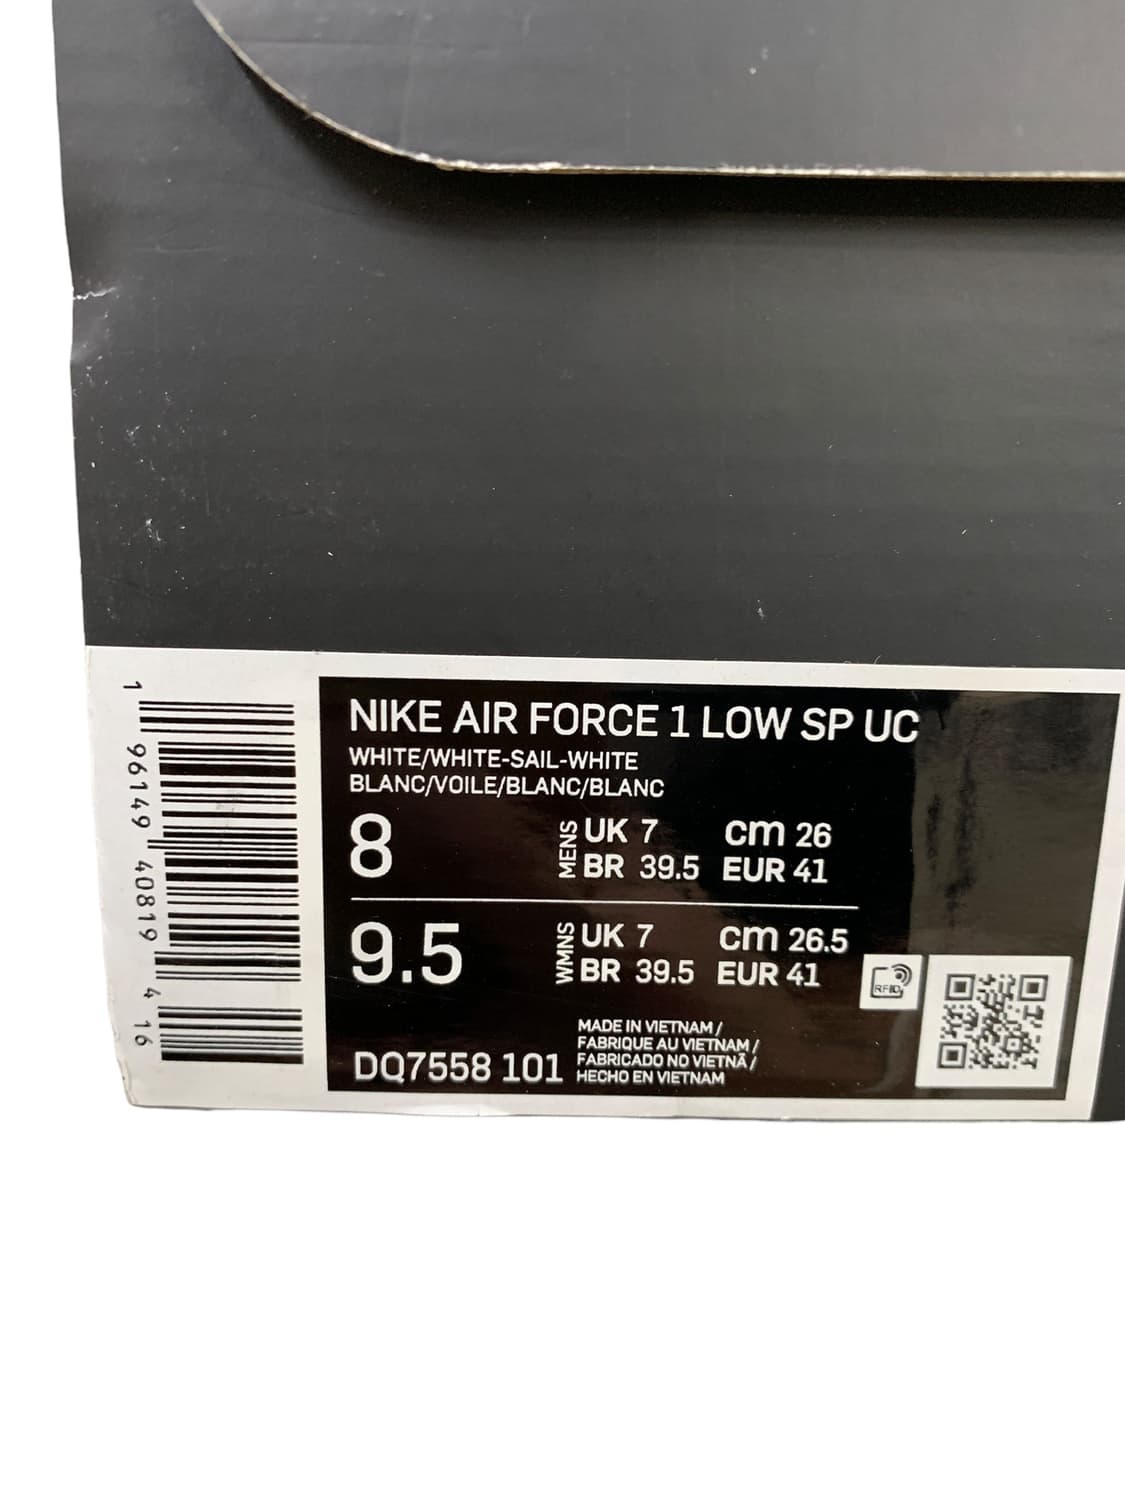 NIKE AIR FORCE 1 LOW SP UC
WHITE/WHITE-SAIL-WHITE
BLANC/VOILE/BLANC/BLANC
8
MENS
UK 7 cm 26
BR 39.5 EUR 41
9.5
WMNS
UK 7 cm 26.5
BR 39.5 EUR 41
RFID
DQ7558 101
MADE IN VIETNAM /
FABRIQUE AU VIETNAM /
FABRICADO NO VIETNÃ /
HECHO EN VIETNAM
1 96149 40819 4 16